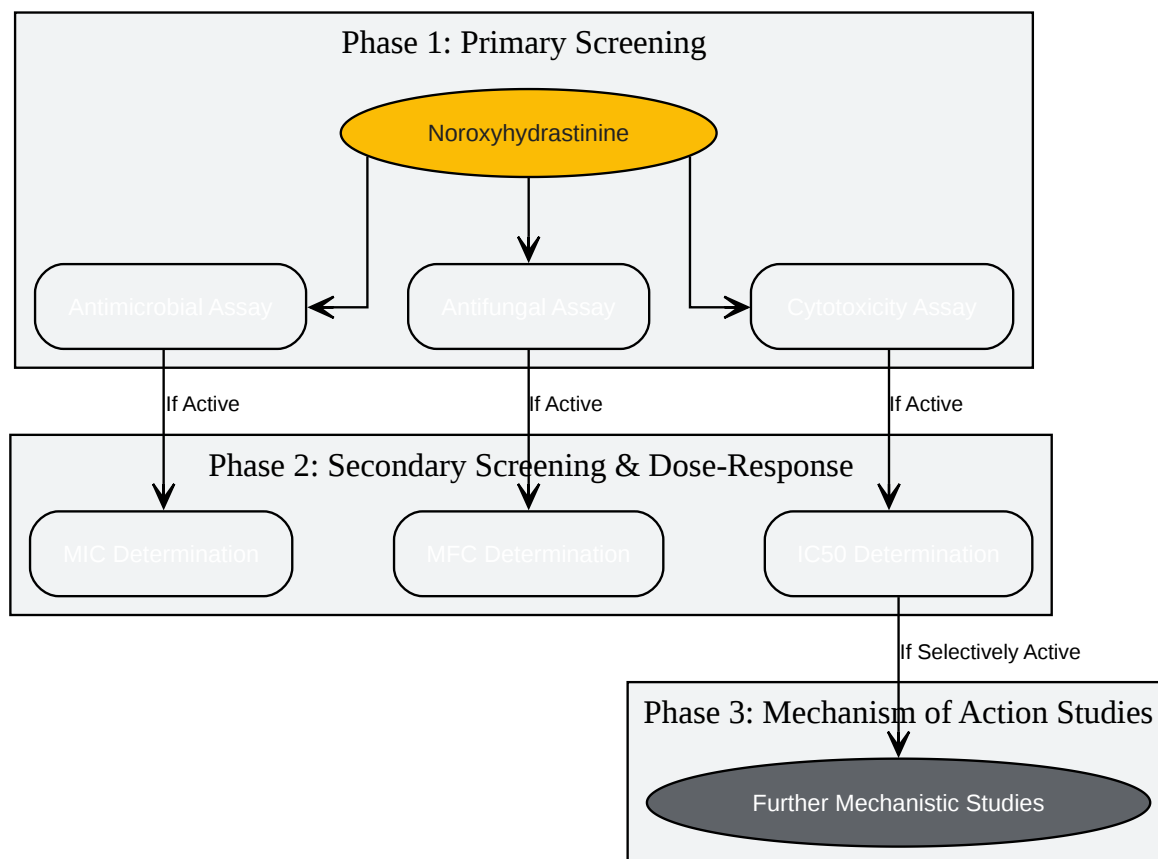 Phase 1: Primary Screening
Noroxyhydrastinine
Antimicrobial Assay
Antifungal Assay
Cytotoxicity Assay
If Active
If Active
If Active
Phase 2: Secondary Screening & Dose-Response
MIC Determination
MFC Determination
IC50 Determination
If Selectively Active
Phase 3: Mechanism of Action Studies
Further Mechanistic Studies